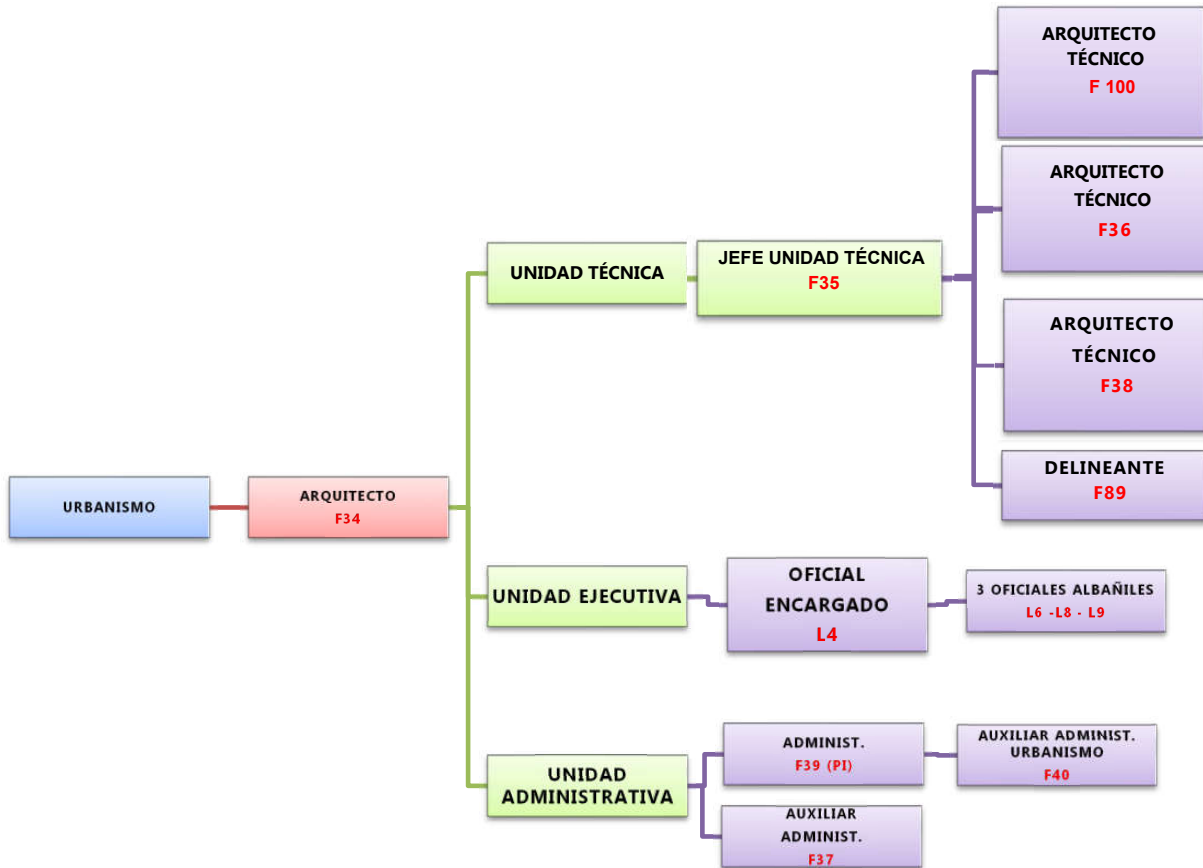 URBANISMO
ARQUITECTO
F34
UNIDAD TÉCNICA
JEFE UNIDAD TÉCNICA
F35
ARQUITECTO
TÉCNICO
F 100
ARQUITECTO
TÉCNICO
F36
ARQUITECTO
TÉCNICO
F38
DELINEANTE
F89
UNIDAD EJECUTIVA
OFICIAL
ENCARGADO
L4
3 OFICIALES ALBAÑILES
L6 -L8 - L9
UNIDAD
ADMINISTRATIVA
ADMINIST.
F39 (PI)
AUXILIAR ADMINIST.
URBANISMO
F40
AUXILIAR
ADMINIST.
F37